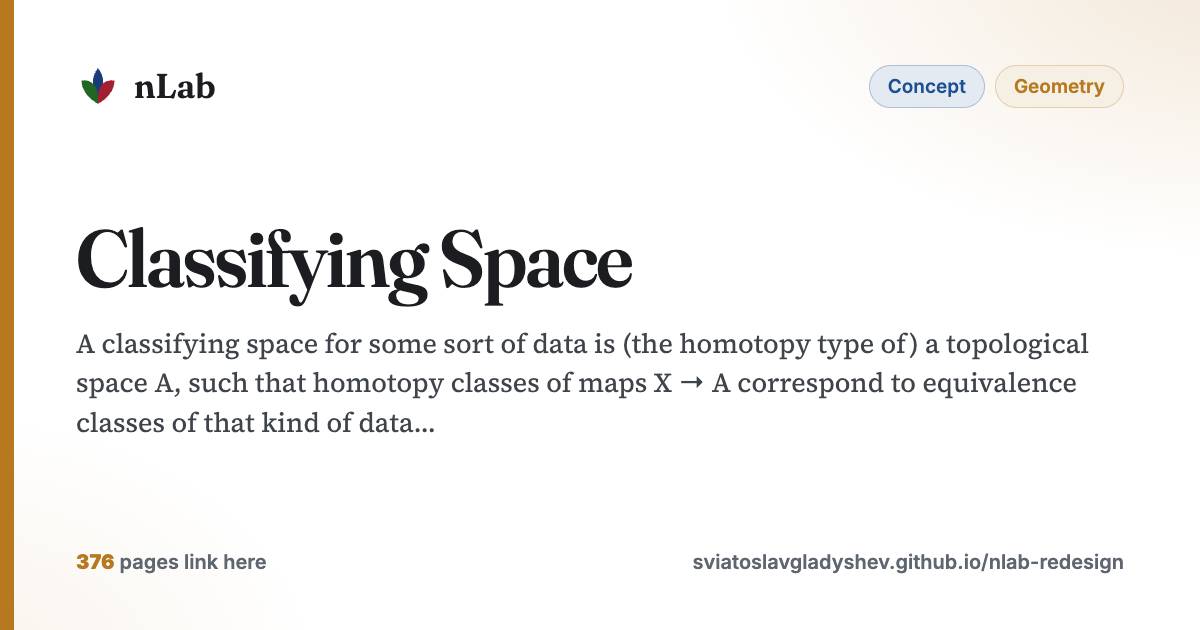 nLab
Concept
Geometry
Classifying Space
A classifying space for some sort of data is (the homotopy type of) a topological
space A, such that homotopy classes of maps X → A correspond to equivalence
classes of that kind of data...
376 pages link here
sviatoslavgladyshev.github.io/nlab-redesign